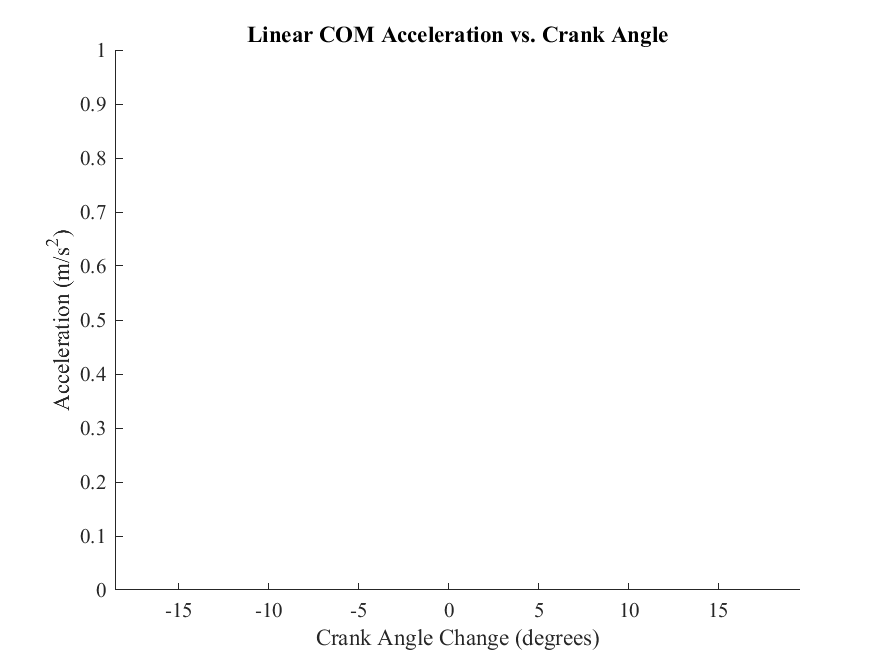 Linear COM Acceleration vs. Crank Angle
1
0.9
0.8
0.7
0.6
0.5
0.4
0.3
0.2
0.1
0
Acceleration (m/s²)
-15 -10 -5 0 5 10 15
Crank Angle Change (degrees)